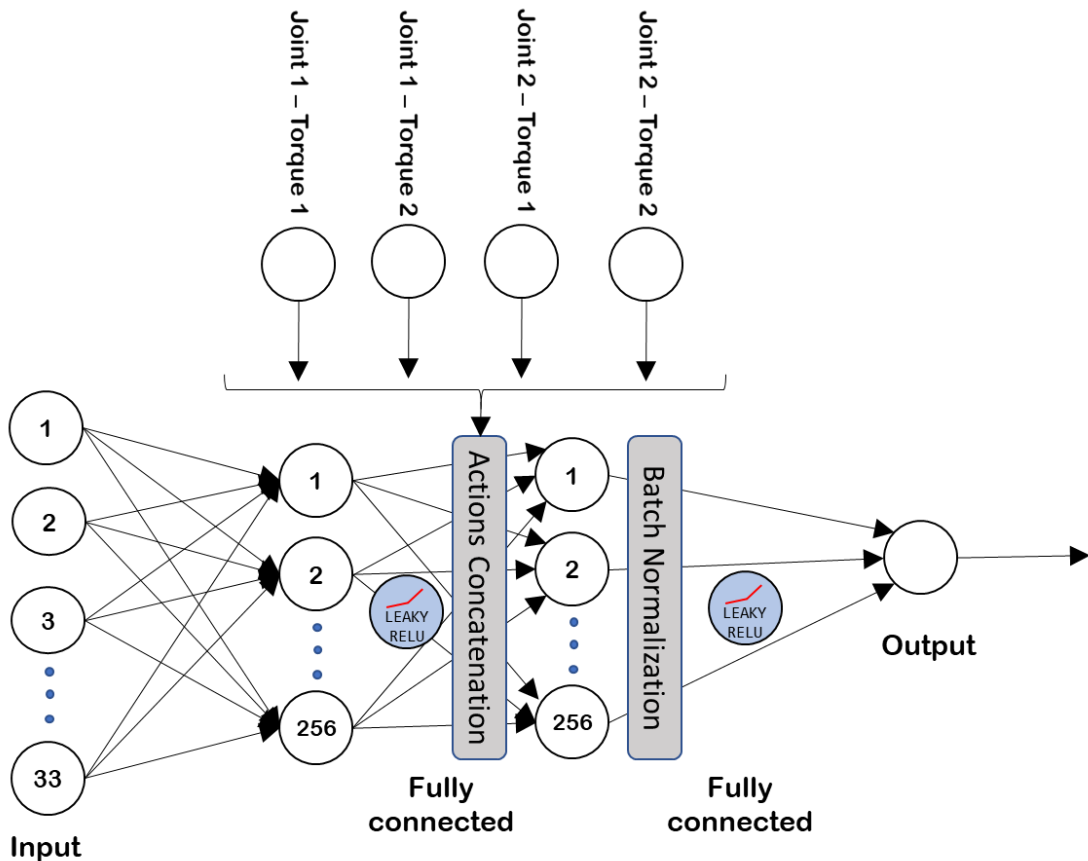 Joint 1 – Torque 1
Joint 1 – Torque 2
Joint 2 – Torque 1
Joint 2 – Torque 2
1
2
3
33
Input
1
2
256
LEAKY
RELU
Actions Concatenation
Fully
connected
1
2
256
Batch Normalization
LEAKY
RELU
Fully
connected
Output